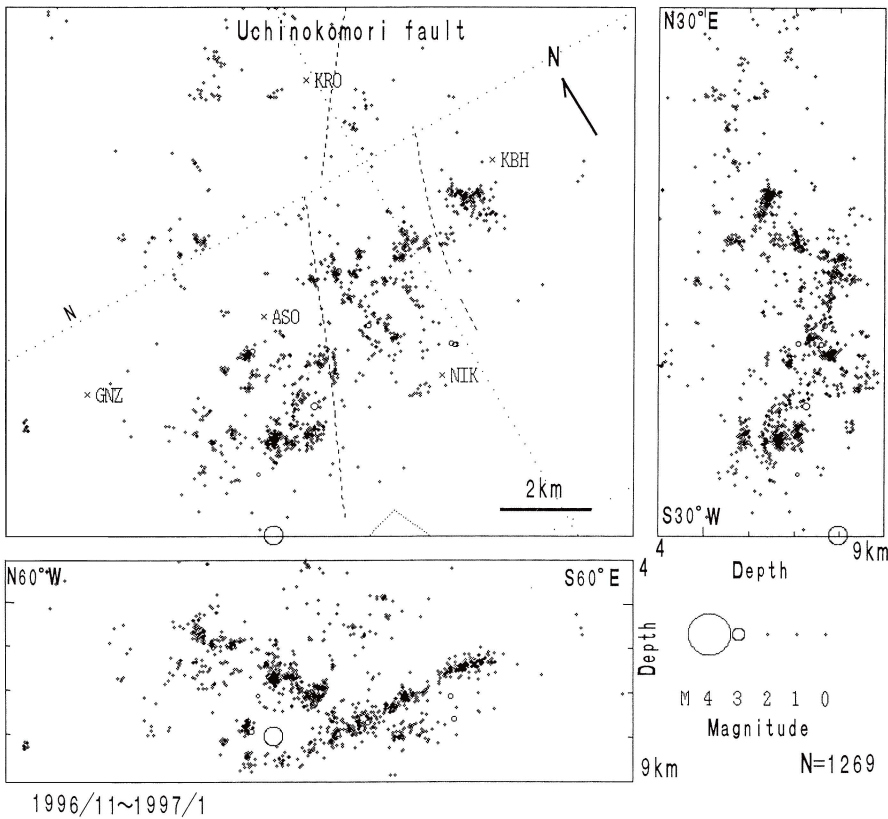 Uchinokomori fault
N30°E
×KRO
N
×KBH
N
×ASO
×NIK
×GNZ
2km
S30°W
4
9km
Depth
N60°W
S60°E
4
Depth
9km
M 4 3 2 1 0
Magnitude
N=1269
1996/11~1997/1